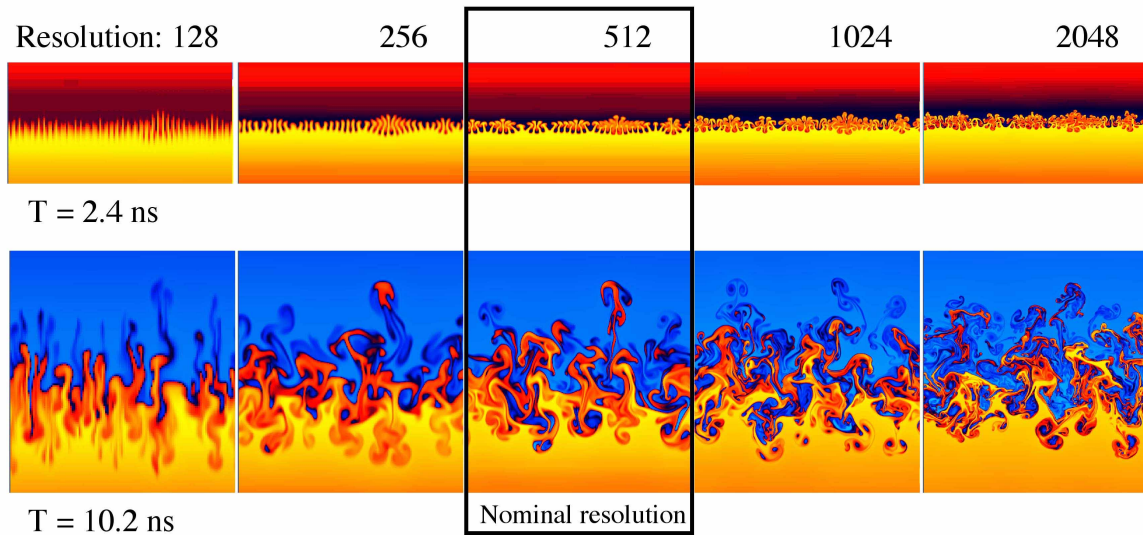 Resolution: 128 256 512 1024 2048
T = 2.4 ns
Nominal resolution
T = 10.2 ns